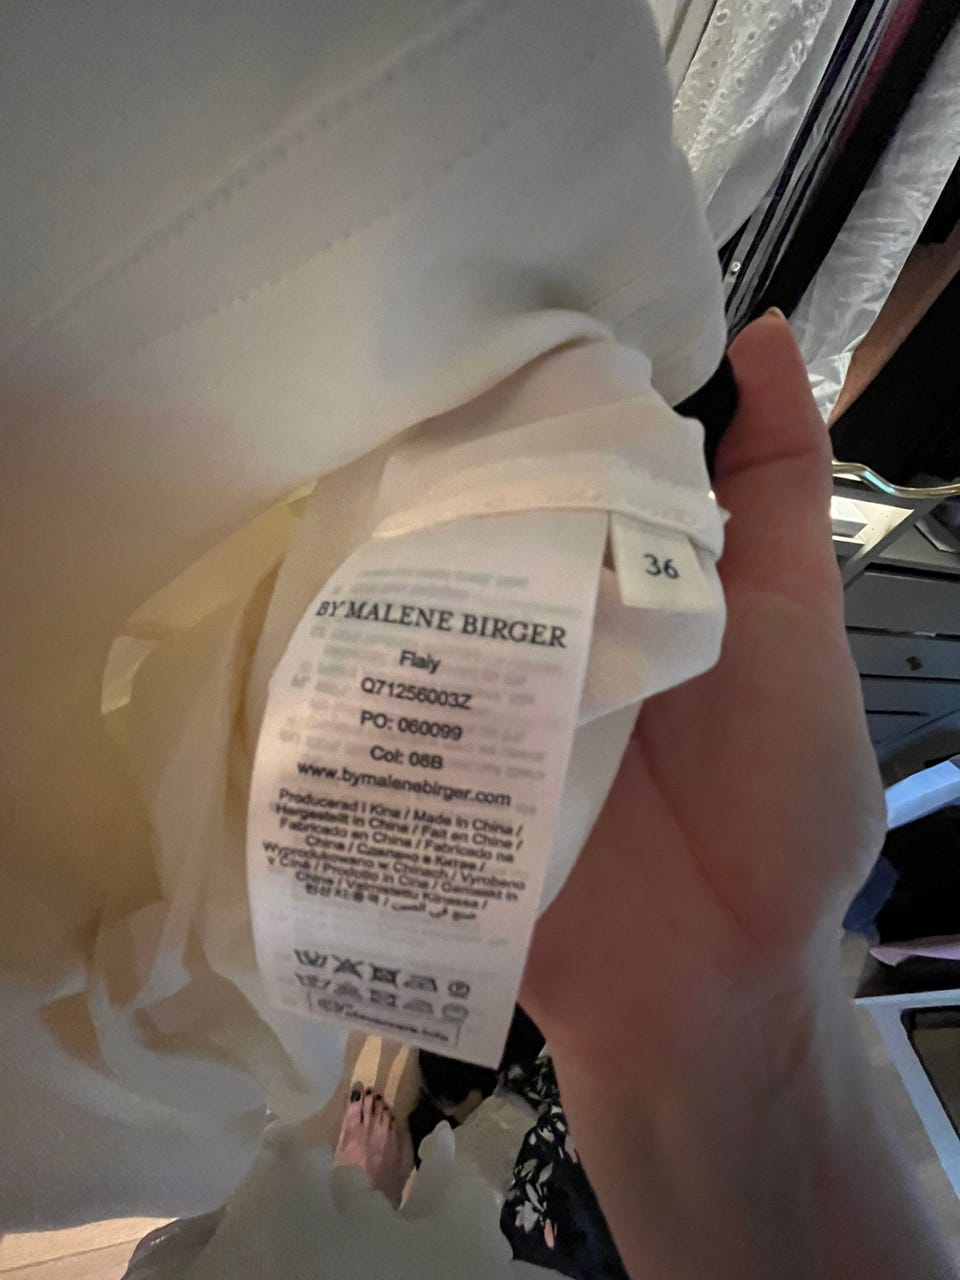 36
BY MALENE BIRGER
Flaiy
Q71256003Z
PO: 060099
Col: 06B
www.bymalenebirger.com
Producerad I Kina / Made in China /
Hergestellt in China / Fait en Chine /
Fabricado en China / Fabricado na
China / Сделано в Китае /
Wyprodukowano w Chinach / Vyrobeno
v Číně / Prodotto in Cina / Gemaakt in
China / Valmistettu Kiinassa /
صنع في الصين /